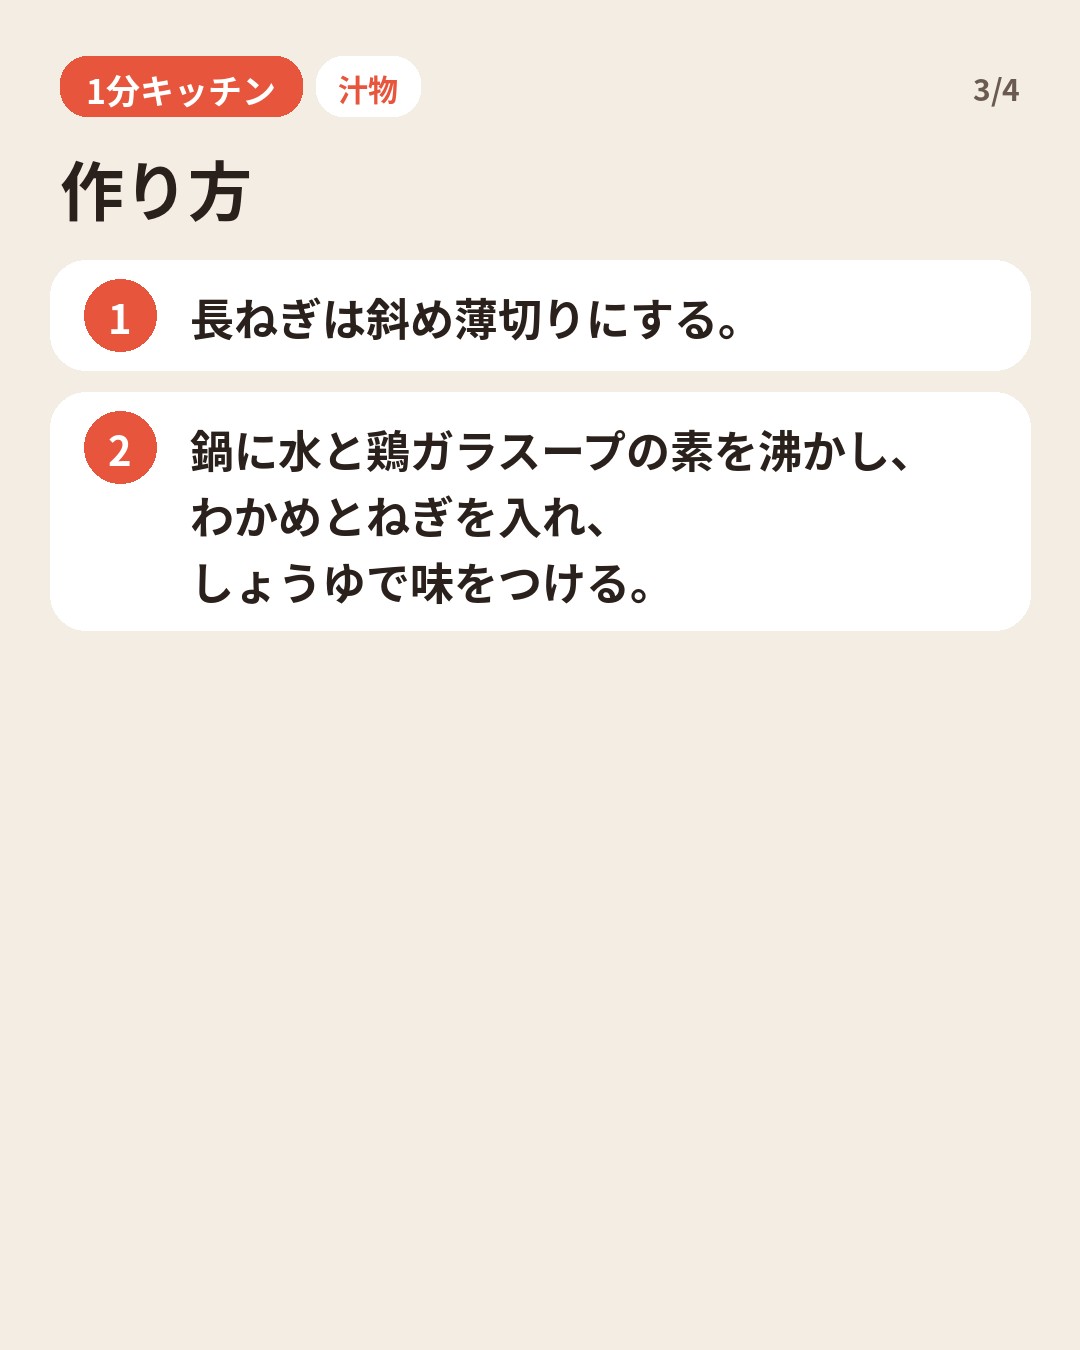 1分キッチン 汁物 3/4
作り方
1 長ねぎは斜め薄切りにする。
2 鍋に水と鶏ガラスープの素を沸かし、
わかめとねぎを入れ、
しょうゆで味をつける。